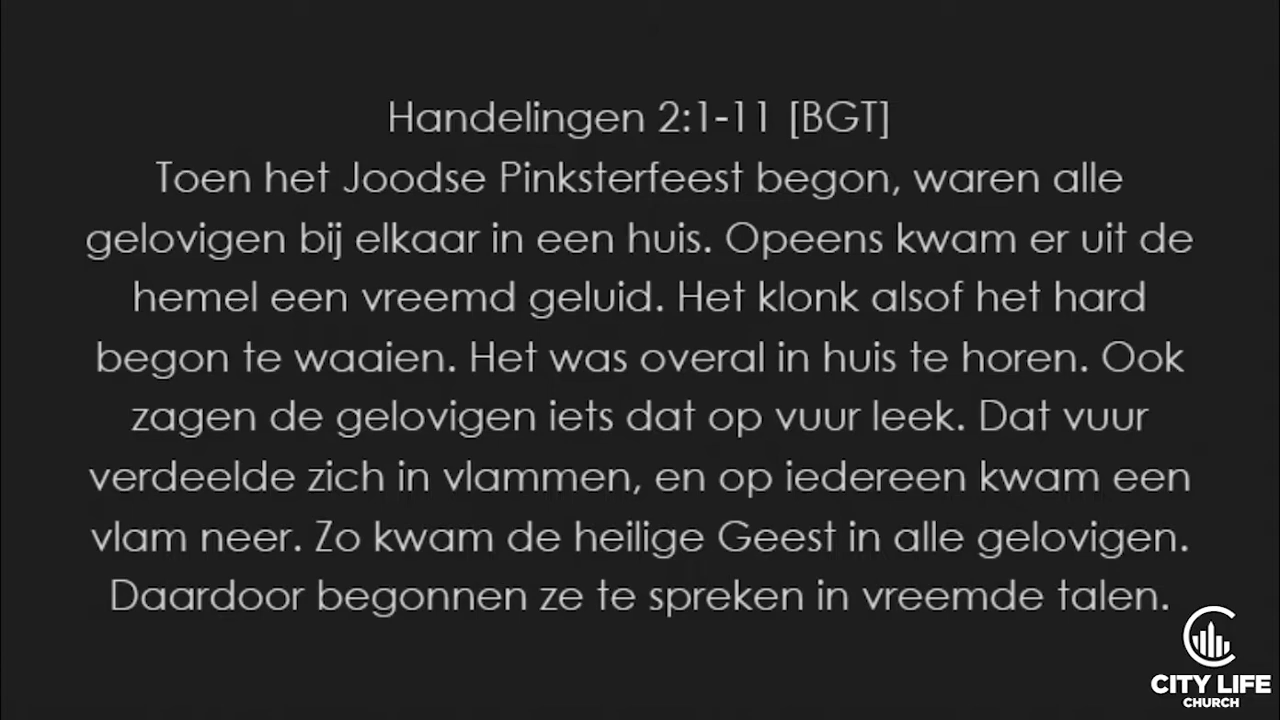 Handelingen 2:1-11 [BGT]
Toen het Joodse Pinksterfeest begon, waren alle
gelovigen bij elkaar in een huis. Opeens kwam er uit de
hemel een vreemd geluid. Het klonk alsof het hard
begon te waaien. Het was overal in huis te horen. Ook
zagen de gelovigen iets dat op vuur leek. Dat vuur
verdeelde zich in vlammen, en op iedereen kwam een
vlam neer. Zo kwam de heilige Geest in alle gelovigen.
Daardoor begonnen ze te spreken in vreemde talen.
CITY LIFE
CHURCH